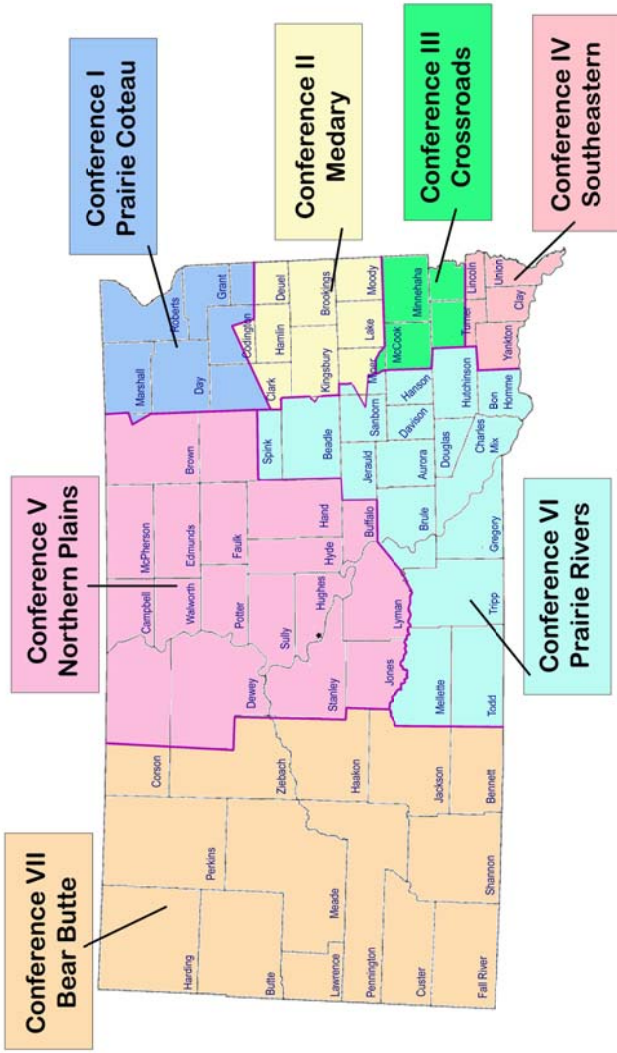 Conference VII
Bear Butte
Conference V
Northern Plains
Conference I
Prairie Coteau
Conference II
Medary
Conference III
Crossroads
Conference IV
Southeastern
Conference VI
Prairie Rivers
Harding
Perkins
Corson
Campbell
McPherson
Brown
Marshall
Roberts
Walworth
Edmunds
Day
Butte
Ziebach
Dewey
Potter
Faulk
Spink
Grant
Codington
Meade
Sully
Hyde
Hand
Clark
Hamlin
Deuel
Lawrence
Haakon
Stanley
Hughes
Beadle
Kingsbury
Brookings
Pennington
Jones
Lyman
Buffalo
Jerauld
Sanborn
Miner
Lake
Moody
Custer
Jackson
Mellette
Brule
Aurora
Davison
Hanson
McCook
Minnehaha
Fall River
Shannon
Bennett
Todd
Tripp
Gregory
Charles
Mix
Douglas
Hutchinson
Turner
Lincoln
Bon
Homme
Yankton
Clay
Union